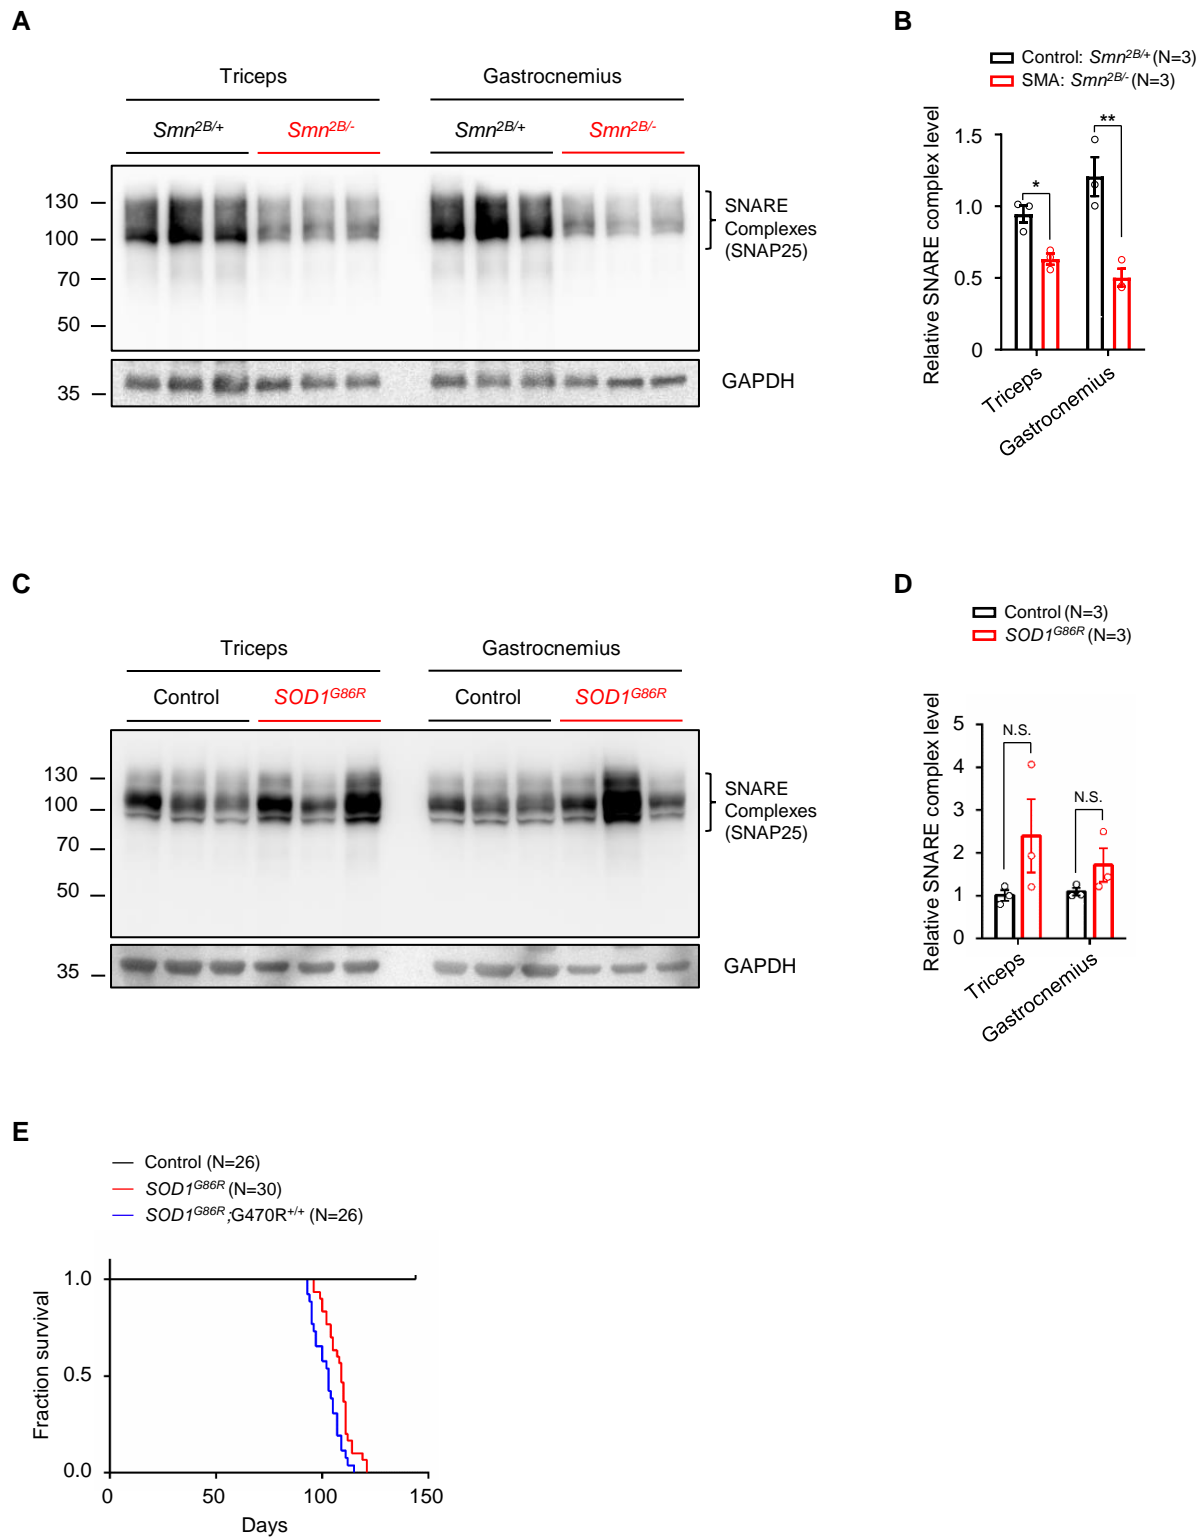 A
Triceps
Gastrocnemius
Smn2B/+
Smn2B/-
Smn2B/+
Smn2B/-
130
100
70
50
35
SNARE
Complexes
(SNAP25)
GAPDH
B
Control: Smn2B/+ (N=3)
SMA: Smn2B/- (N=3)
Relative SNARE complex level
1.5
1.0
0.5
0
*
**
Triceps
Gastrocnemius
C
Triceps
Gastrocnemius
Control
SOD1G86R
Control
SOD1G86R
130
100
70
50
35
SNARE
Complexes
(SNAP25)
GAPDH
D
Control (N=3)
SOD1G86R (N=3)
Relative SNARE complex level
5
4
3
2
1
0
N.S.
N.S.
Triceps
Gastrocnemius
E
Control (N=26)
SOD1G86R (N=30)
SOD1G86R;G470R+/+ (N=26)
Fraction survival
1.0
0.5
0.0
0
50
100
150
Days